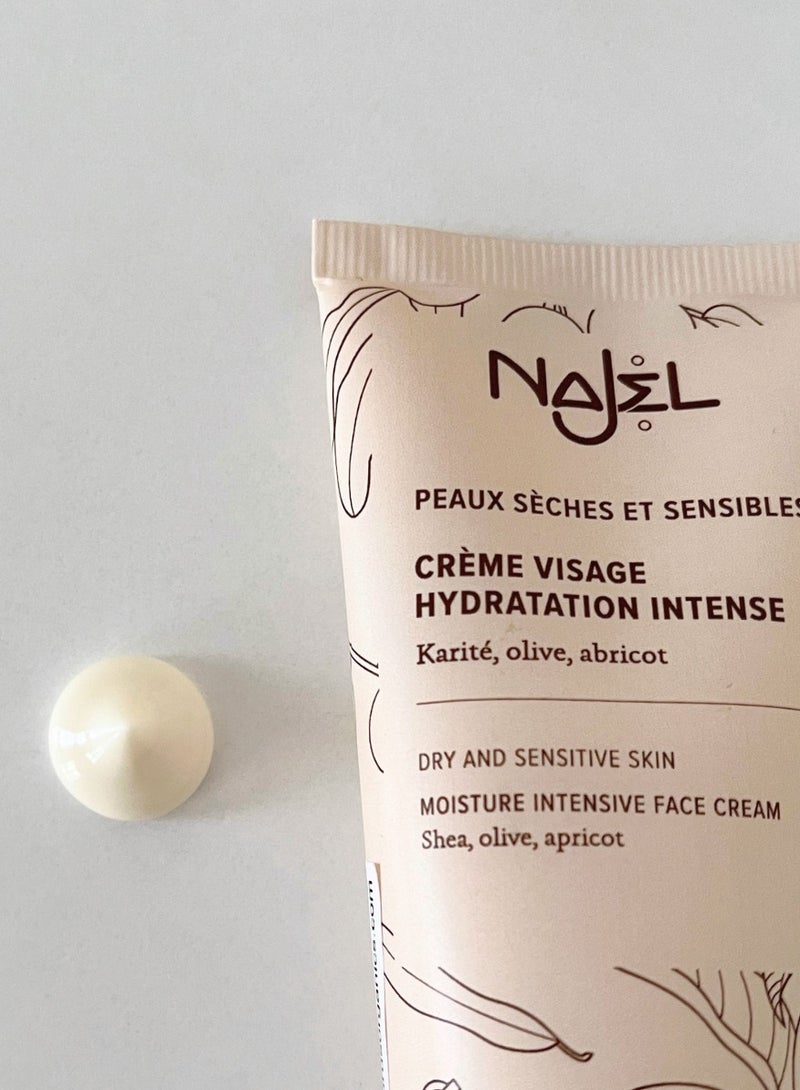 NAJEL
PEAUX SÈCHES ET SENSIBLES
CRÈME VISAGE
HYDRATATION INTENSE
Karité, olive, abricot
DRY AND SENSITIVE SKIN
MOISTURE INTENSIVE FACE CREAM
Shea, olive, apricot